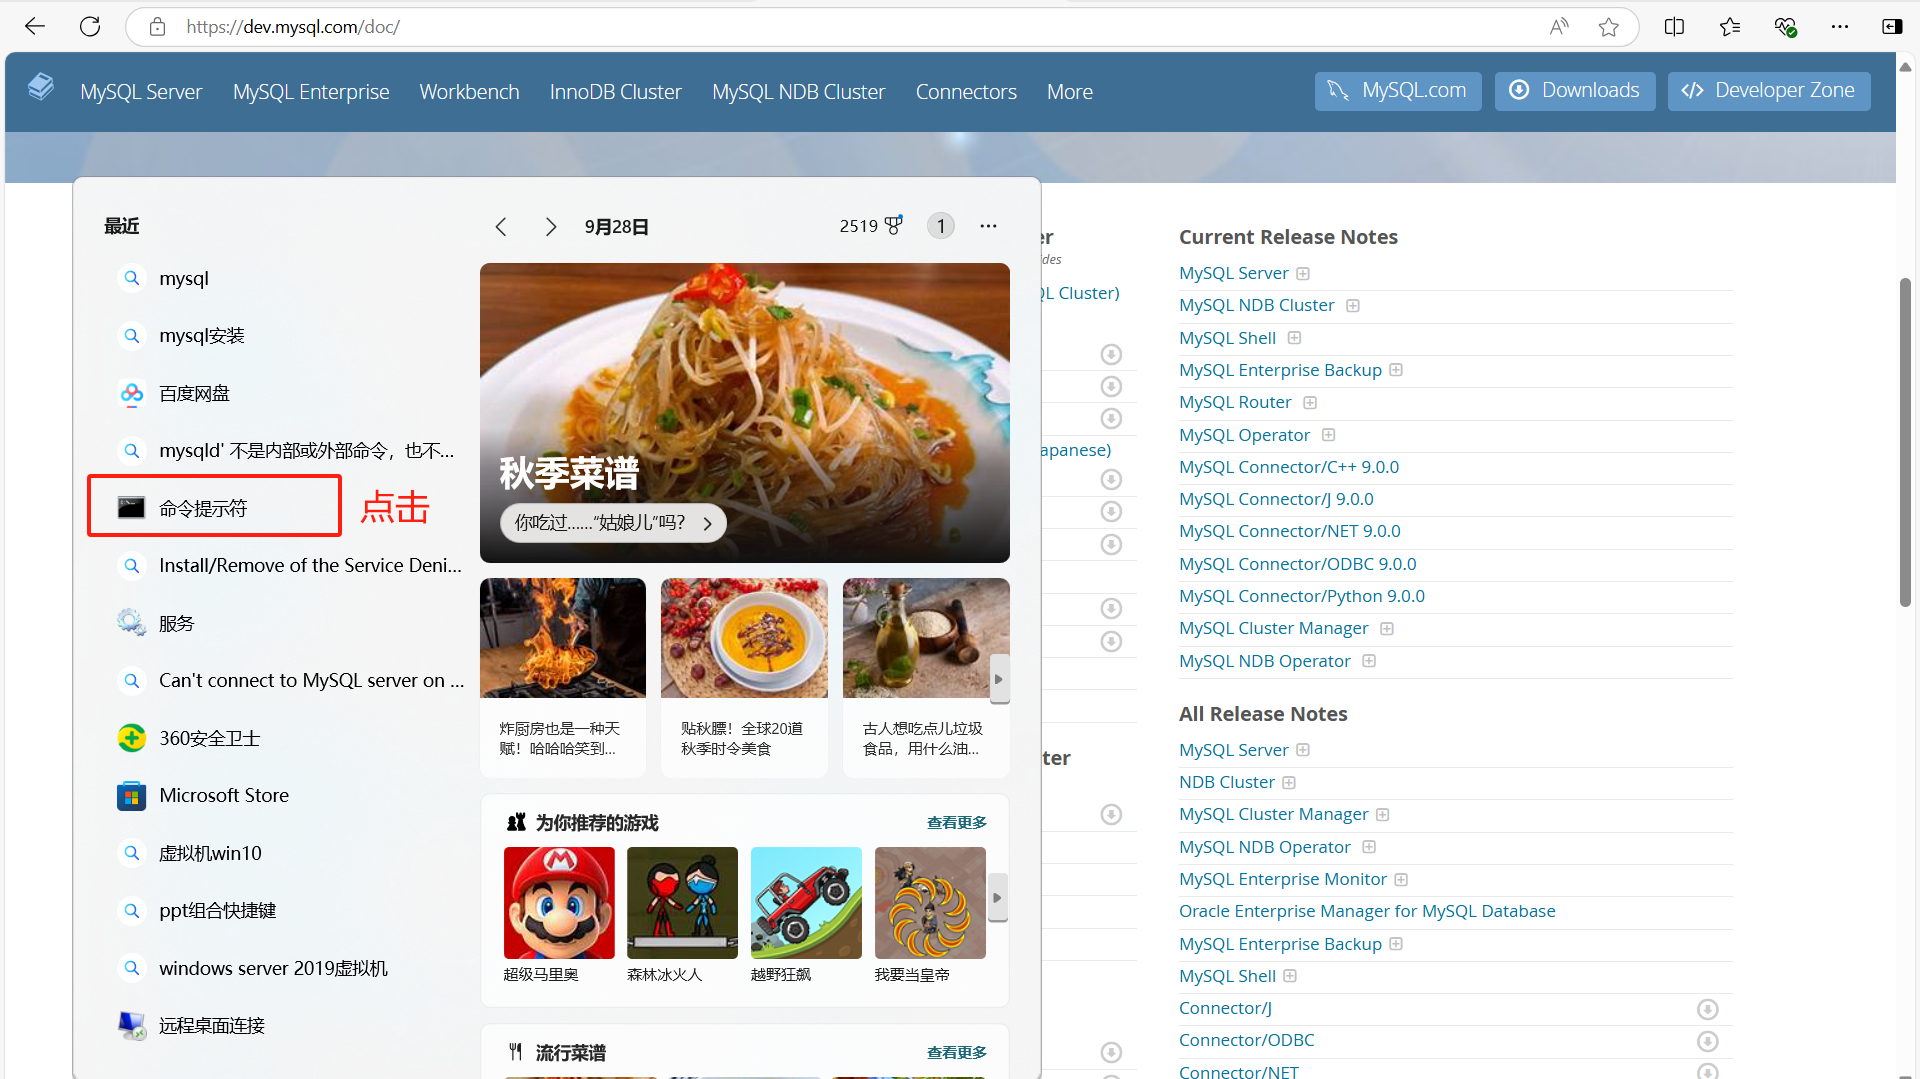 https://dev.mysql.com/doc/
MySQL Server
MySQL Enterprise
Workbench
InnoDB Cluster
MySQL NDB Cluster
Connectors
More
MySQL.com
Downloads
Developer Zone
最近
mysql
mysql安装
百度网盘
mysqld' 不是内部或外部命令，也不...
命令提示符
点击
Install/Remove of the Service Deni...
服务
Can't connect to MySQL server on ...
360安全卫士
Microsoft Store
虚拟机win10
ppt组合快捷键
windows server 2019虚拟机
远程桌面连接
9月28日
2519
1
秋季菜谱
你吃过......“姑娘儿”吗?
炸厨房也是一种天
赋！哈哈哈笑到...
贴秋膘！全球20道
秋季时令美食
古人想吃点儿垃圾
食品，用什么油...
为你推荐的游戏
查看更多
超级马里奥
森林冰火人
越野狂飙
我要当皇帝
流行菜谱
查看更多
er
ides
QL Cluster)
apanese)
ter
Current Release Notes
MySQL Server
MySQL NDB Cluster
MySQL Shell
MySQL Enterprise Backup
MySQL Router
MySQL Operator
MySQL Connector/C++ 9.0.0
MySQL Connector/J 9.0.0
MySQL Connector/NET 9.0.0
MySQL Connector/ODBC 9.0.0
MySQL Connector/Python 9.0.0
MySQL Cluster Manager
MySQL NDB Operator
All Release Notes
MySQL Server
NDB Cluster
MySQL Cluster Manager
MySQL NDB Operator
MySQL Enterprise Monitor
Oracle Enterprise Manager for MySQL Database
MySQL Enterprise Backup
MySQL Shell
Connector/J
Connector/ODBC
Connector/NET